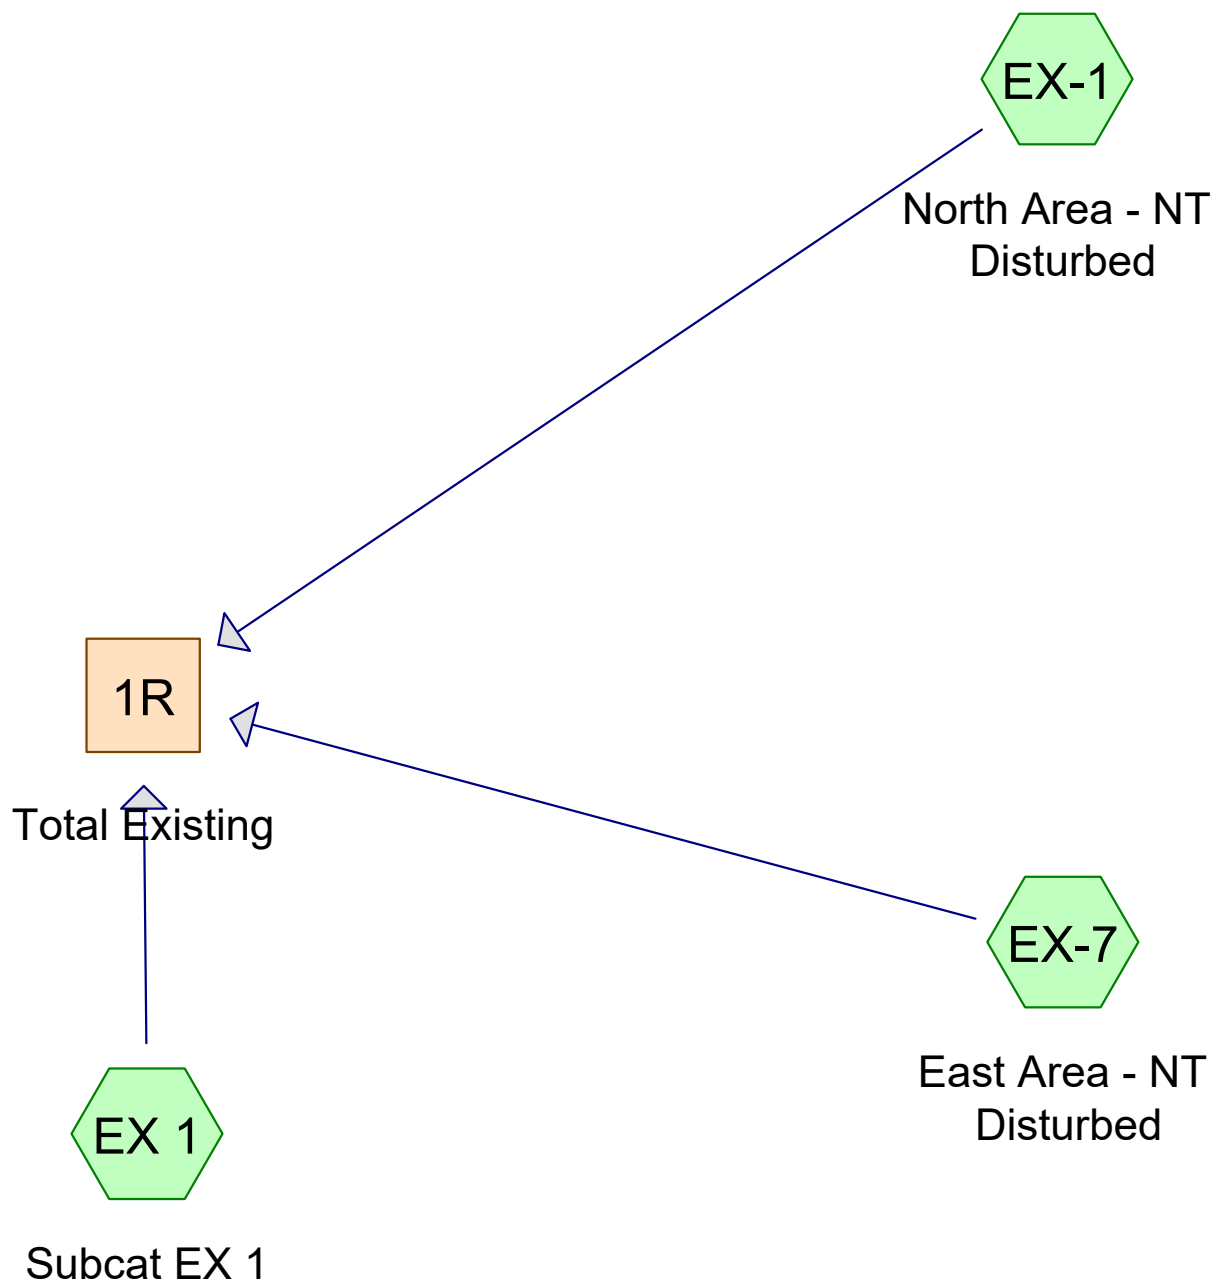 EX-1
North Area - NT
Disturbed
1R
Total Existing
EX-7
East Area - NT
Disturbed
EX 1
Subcat EX 1